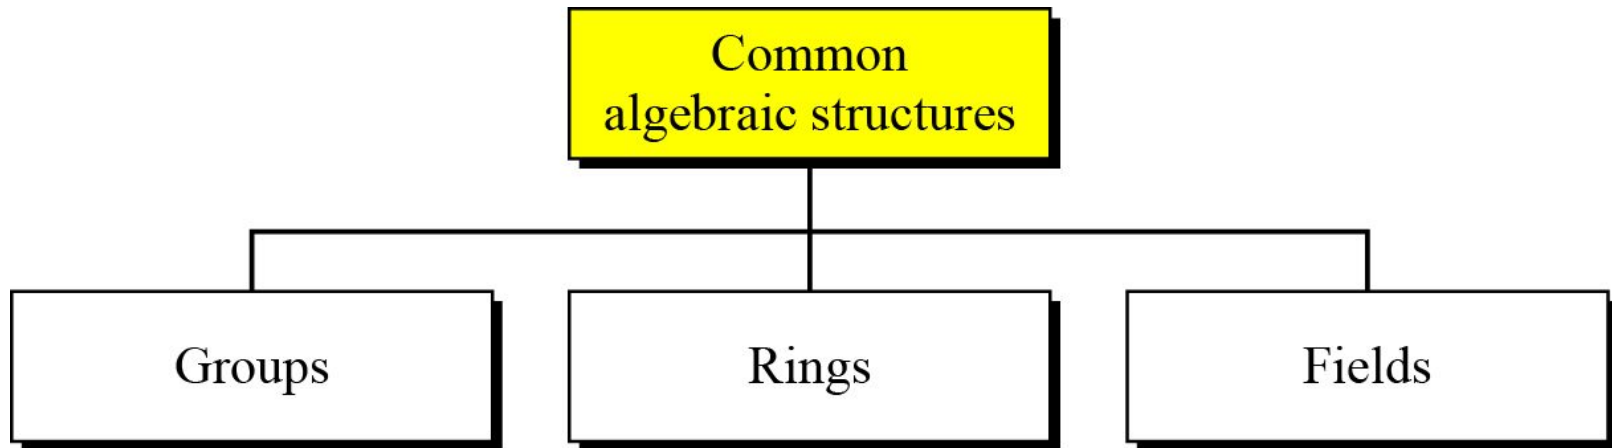 Common
algebraic structures
Groups
Rings
Fields